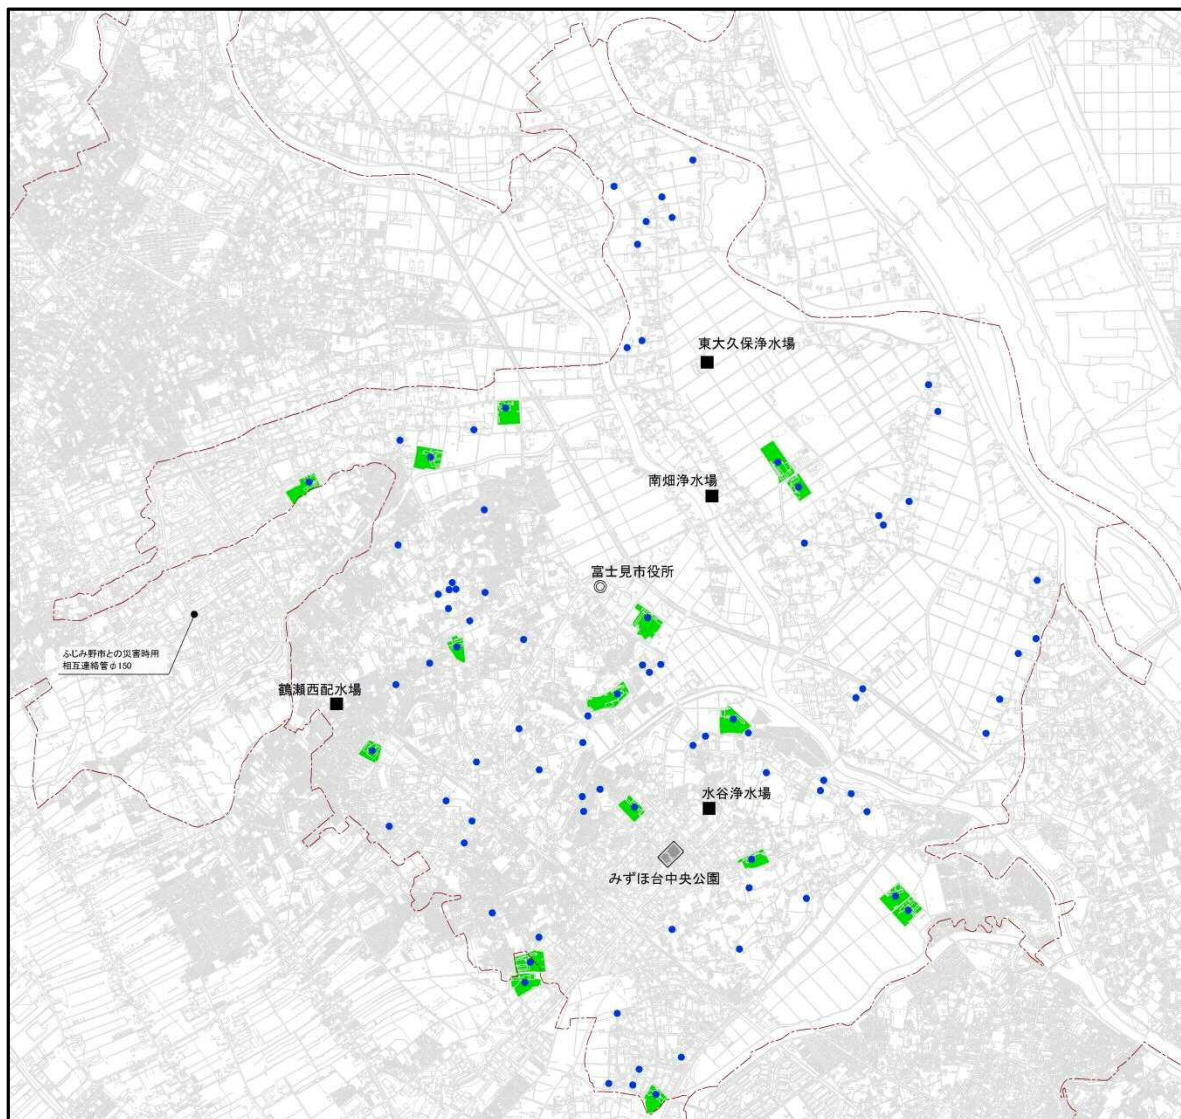 東大久保浄水場
南畑浄水場
富士見市役所
ふじみ野市との災害時用
相互連絡管φ150
鶴瀬西配水場
水谷浄水場
みずほ台中央公園